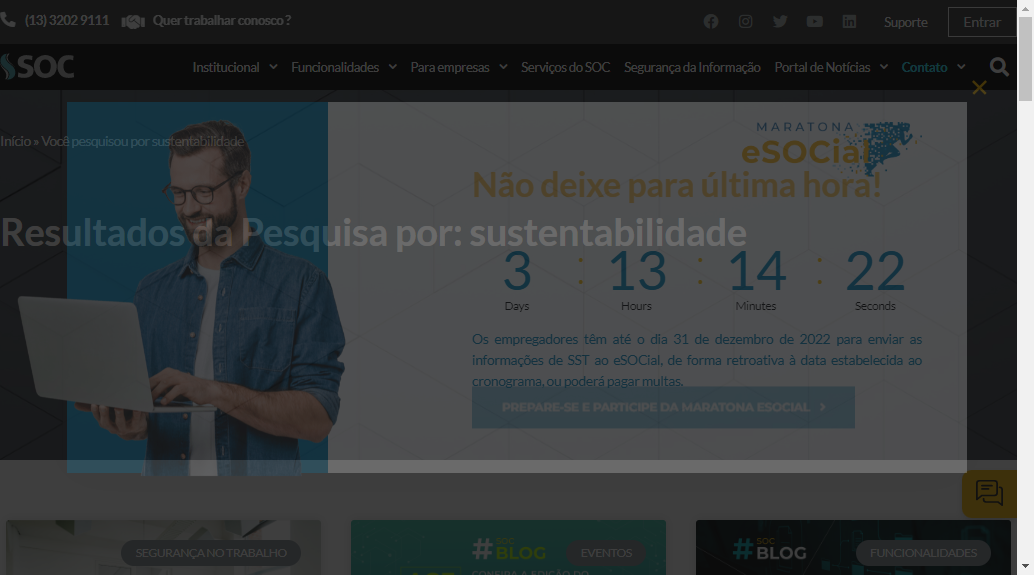 (13) 3202 9111 Quer trabalhar conosco ? Suporte Entrar
SOC Institucional Funcionalidades Para empresas Serviços do SOC Segurança da Informação Portal de Notícias Contato
Início » Você pesquisou por sustentabilidade
MARATONA
eSOCial
Não deixe para última hora!
Resultados da Pesquisa por: sustentabilidade
3 : 13 : 14 : 22
Days Hours Minutes Seconds
Os empregadores têm até o dia 31 de dezembro de 2022 para enviar as
informações de SST ao eSOCial, de forma retroativa à data estabelecida ao
cronograma, ou poderá pagar multas.
PREPARE-SE E PARTICIPE DA MARATONA ESOCIAL
SEGURANÇA NO TRABALHO
# SOC BLOG EVENTOS
CONFIRA A EDIÇÃO DO
# SOC BLOG FUNCIONALIDADES